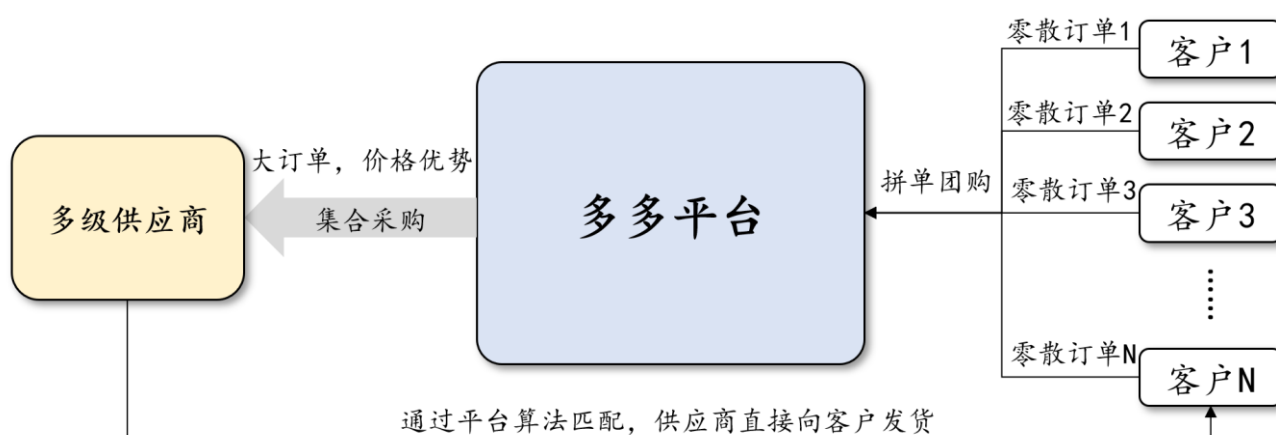 零散订单1
客户1
零散订单2
客户2
大订单，价格优势
拼单团购
零散订单3
客户3
多级供应商
集合采购
多多平台
……
零散订单N
客户N
通过平台算法匹配，供应商直接向客户发货